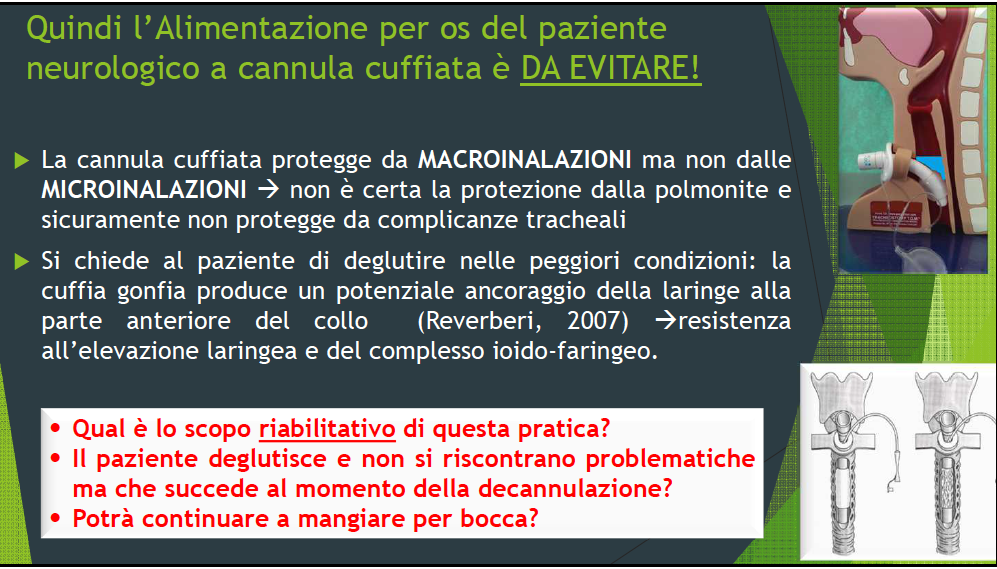 Quindi l’Alimentazione per os del paziente
neurologico a cannula cuffiata è DA EVITARE!
La cannula cuffiata protegge da MACROINALAZIONI ma non dalle
MICROINALAZIONI → non è certa la protezione dalla polmonite e
sicuramente non protegge da complicanze tracheali
Si chiede al paziente di deglutire nelle peggiori condizioni: la
cuffia gonfia produce un potenziale ancoraggio della laringe alla
parte anteriore del collo (Reverberi, 2007) →resistenza
all’elevazione laringea e del complesso ioido-faringeo.
• Qual è lo scopo riabilitativo di questa pratica?
• Il paziente deglutisce e non si riscontrano problematiche
ma che succede al momento della decannulazione?
• Potrà continuare a mangiare per bocca?